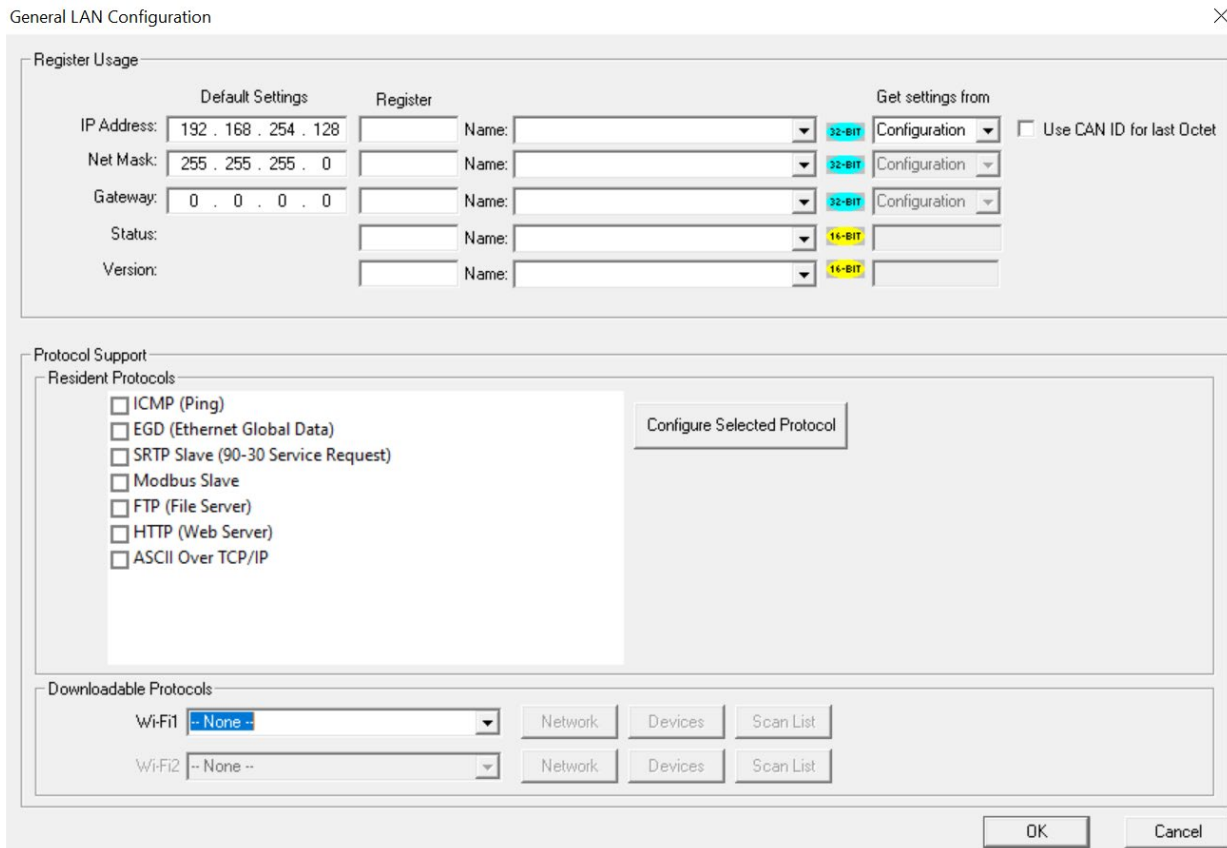 General LAN Configuration
Register Usage
Default Settings Register Get settings from
IP Address: 192 . 168 . 254 . 128 Name: 32-BIT Configuration Use CAN ID for last Octet
Net Mask: 255 . 255 . 255 . 0 Name: 32-BIT Configuration
Gateway: 0 . 0 . 0 . 0 Name: 32-BIT Configuration
Status: Name: 16-BIT
Version: Name: 16-BIT
Protocol Support
Resident Protocols
ICMP (Ping)
EGD (Ethernet Global Data)
Configure Selected Protocol
SRTP Slave (90-30 Service Request)
Modbus Slave
FTP (File Server)
HTTP (Web Server)
ASCII Over TCP/IP
Downloadable Protocols
Wi-Fi1 -- None -- Network Devices Scan List
Wi-Fi2 -- None -- Network Devices Scan List
OK Cancel